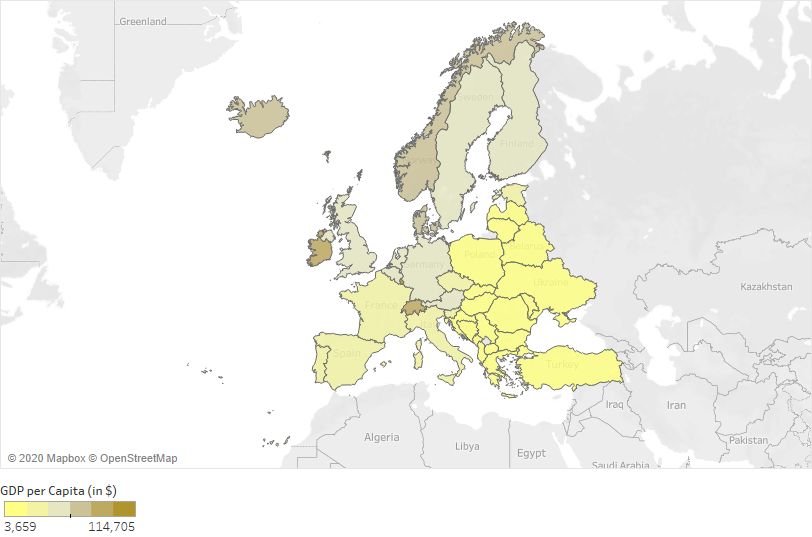 Greenland
Sweden
Finland
Norway
Belarus
Poland
Germany
Ukraine
Kazakhstan
France
Italy
Spain
Turkey
Iraq
Iran
Algeria
Libya
Egypt
Pakistan
Saudi Arabia
© 2020 Mapbox © OpenStreetMap
GDP per Capita (in $)
3,659 114,705